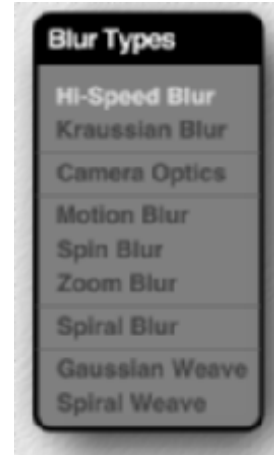 Blur Types
Hi-Speed Blur
Kraussian Blur
Camera Optics
Motion Blur
Spin Blur
Zoom Blur
Spiral Blur
Gaussian Weave
Spiral Weave